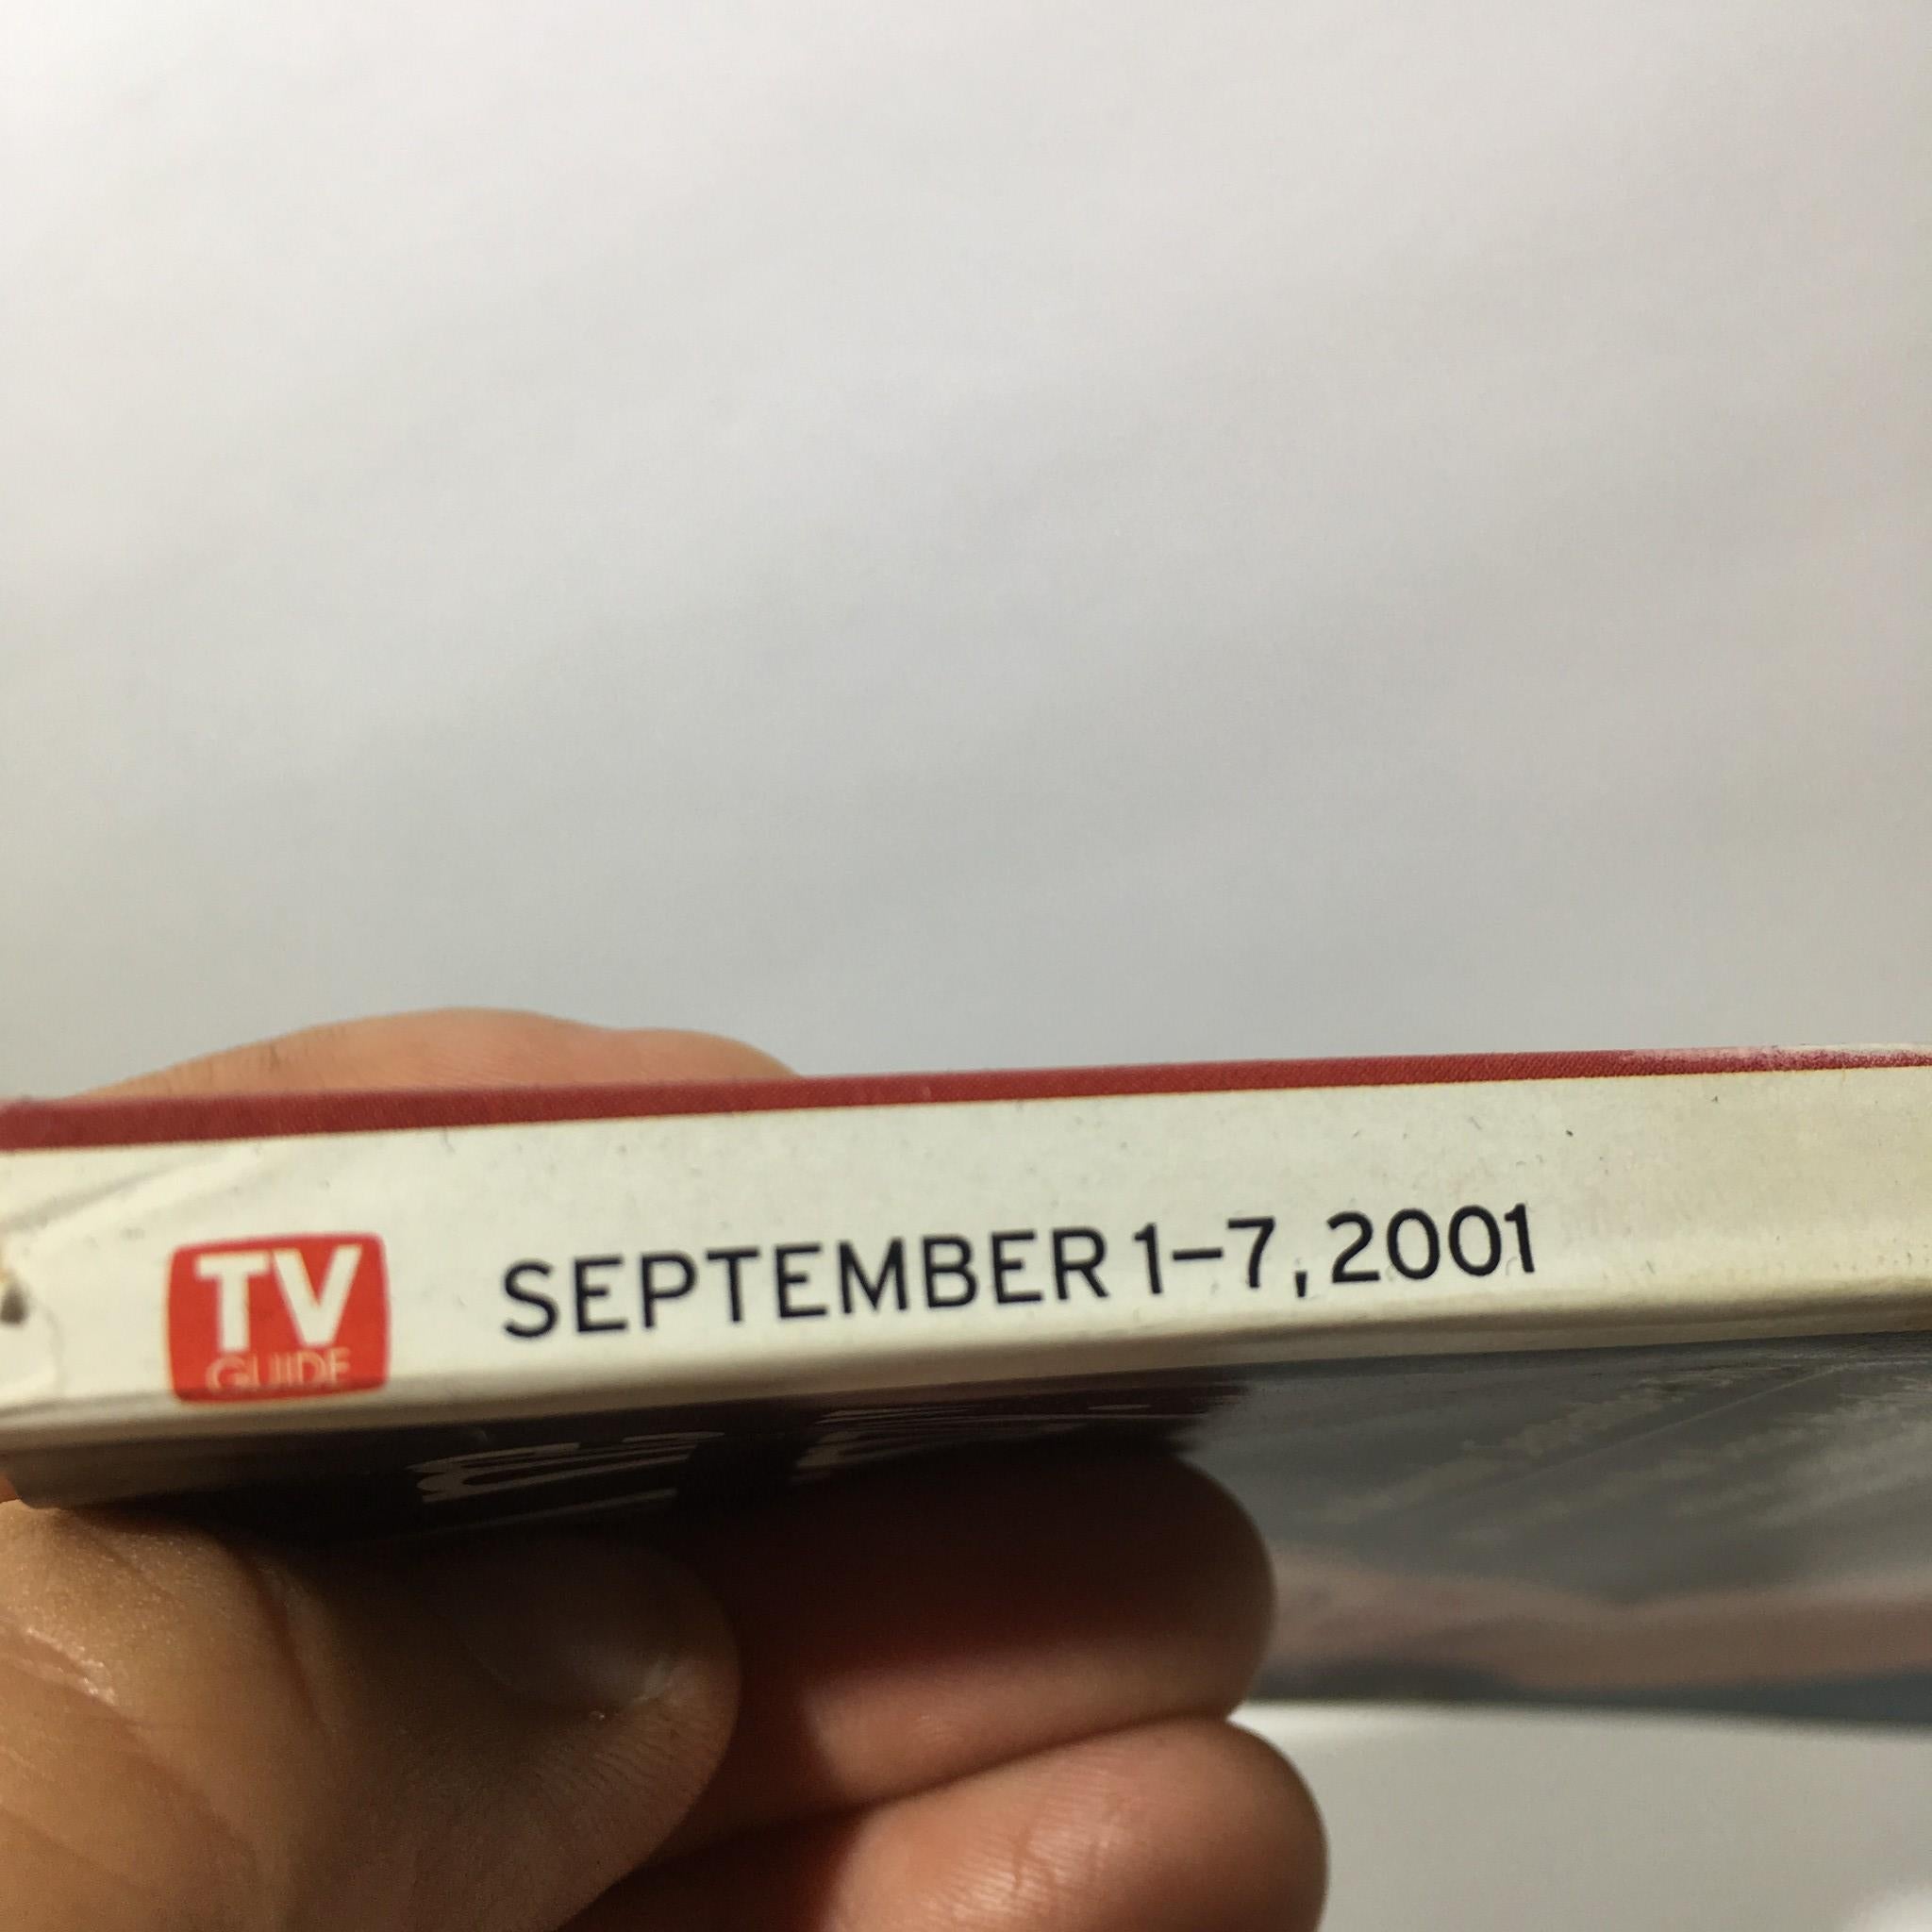 TV
GUIDE
SEPTEMBER 1–7, 2001